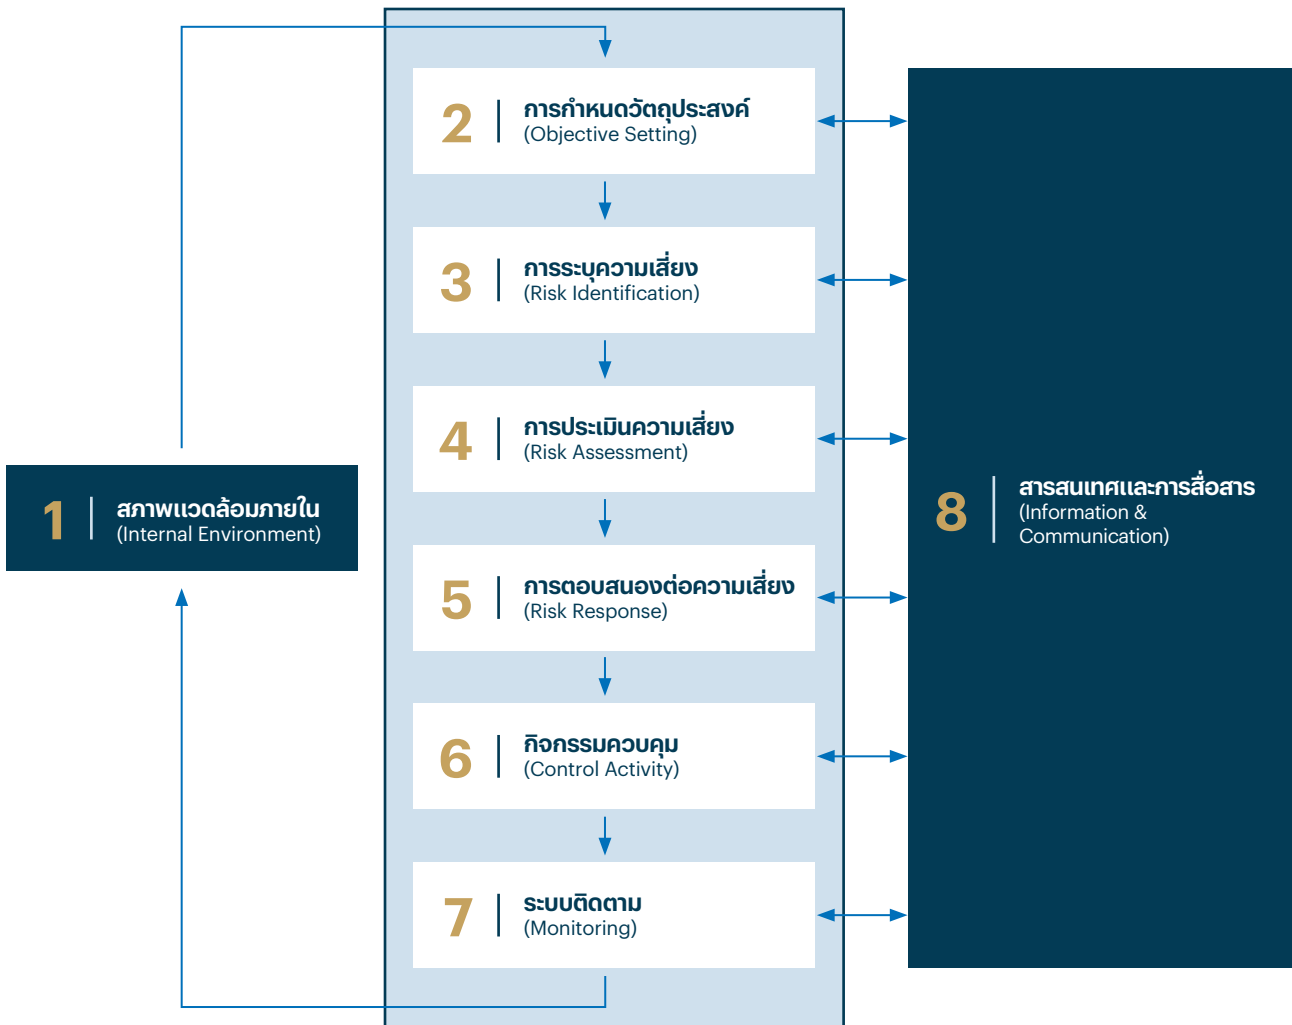 1
สภาพแวดล้อมภายใน
(Internal Environment)
2
การกำหนดวัตถุประสงค์
(Objective Setting)
3
การระบุความเสี่ยง
(Risk Identification)
4
การประเมินความเสี่ยง
(Risk Assessment)
5
การตอบสนองต่อความเสี่ยง
(Risk Response)
6
กิจกรรมควบคุม
(Control Activity)
7
ระบบติดตาม
(Monitoring)
8
สารสนเทศและการสื่อสาร
(Information &
Communication)